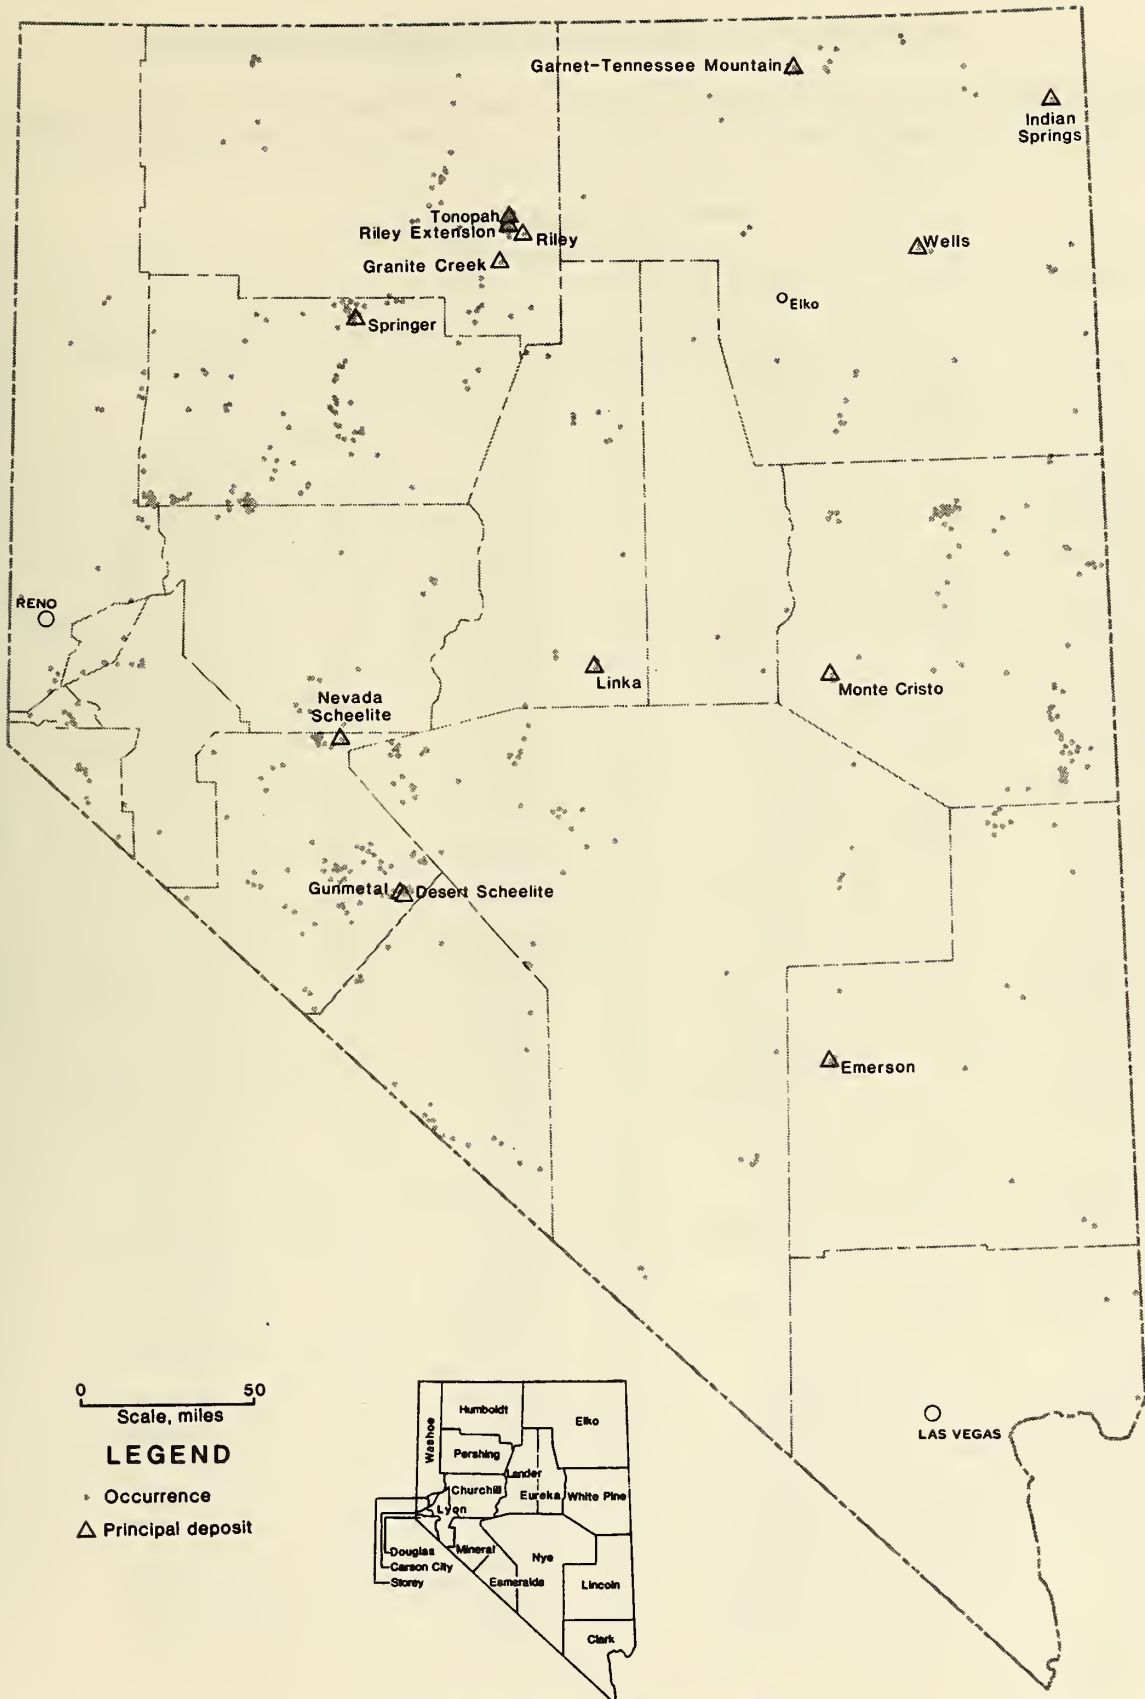 Garnet-Tennessee Mountain
Indian
Springs
Tonopah
Riley Extension
Riley
Granite Creek
Wells
Elko
Springer
RENO
Linka
Monte Cristo
Nevada
Scheelite
Gunmetal
Desert Scheelite
Emerson
LAS VEGAS
0 50
Scale, miles
LEGEND
Occurrence
Principal deposit
Washoe
Humboldt
Elko
Pershing
Lander
Churchill
Eureka
White Pine
Lyon
Douglas
Carson City
Storey
Mineral
Nye
Esmeralda
Lincoln
Clark